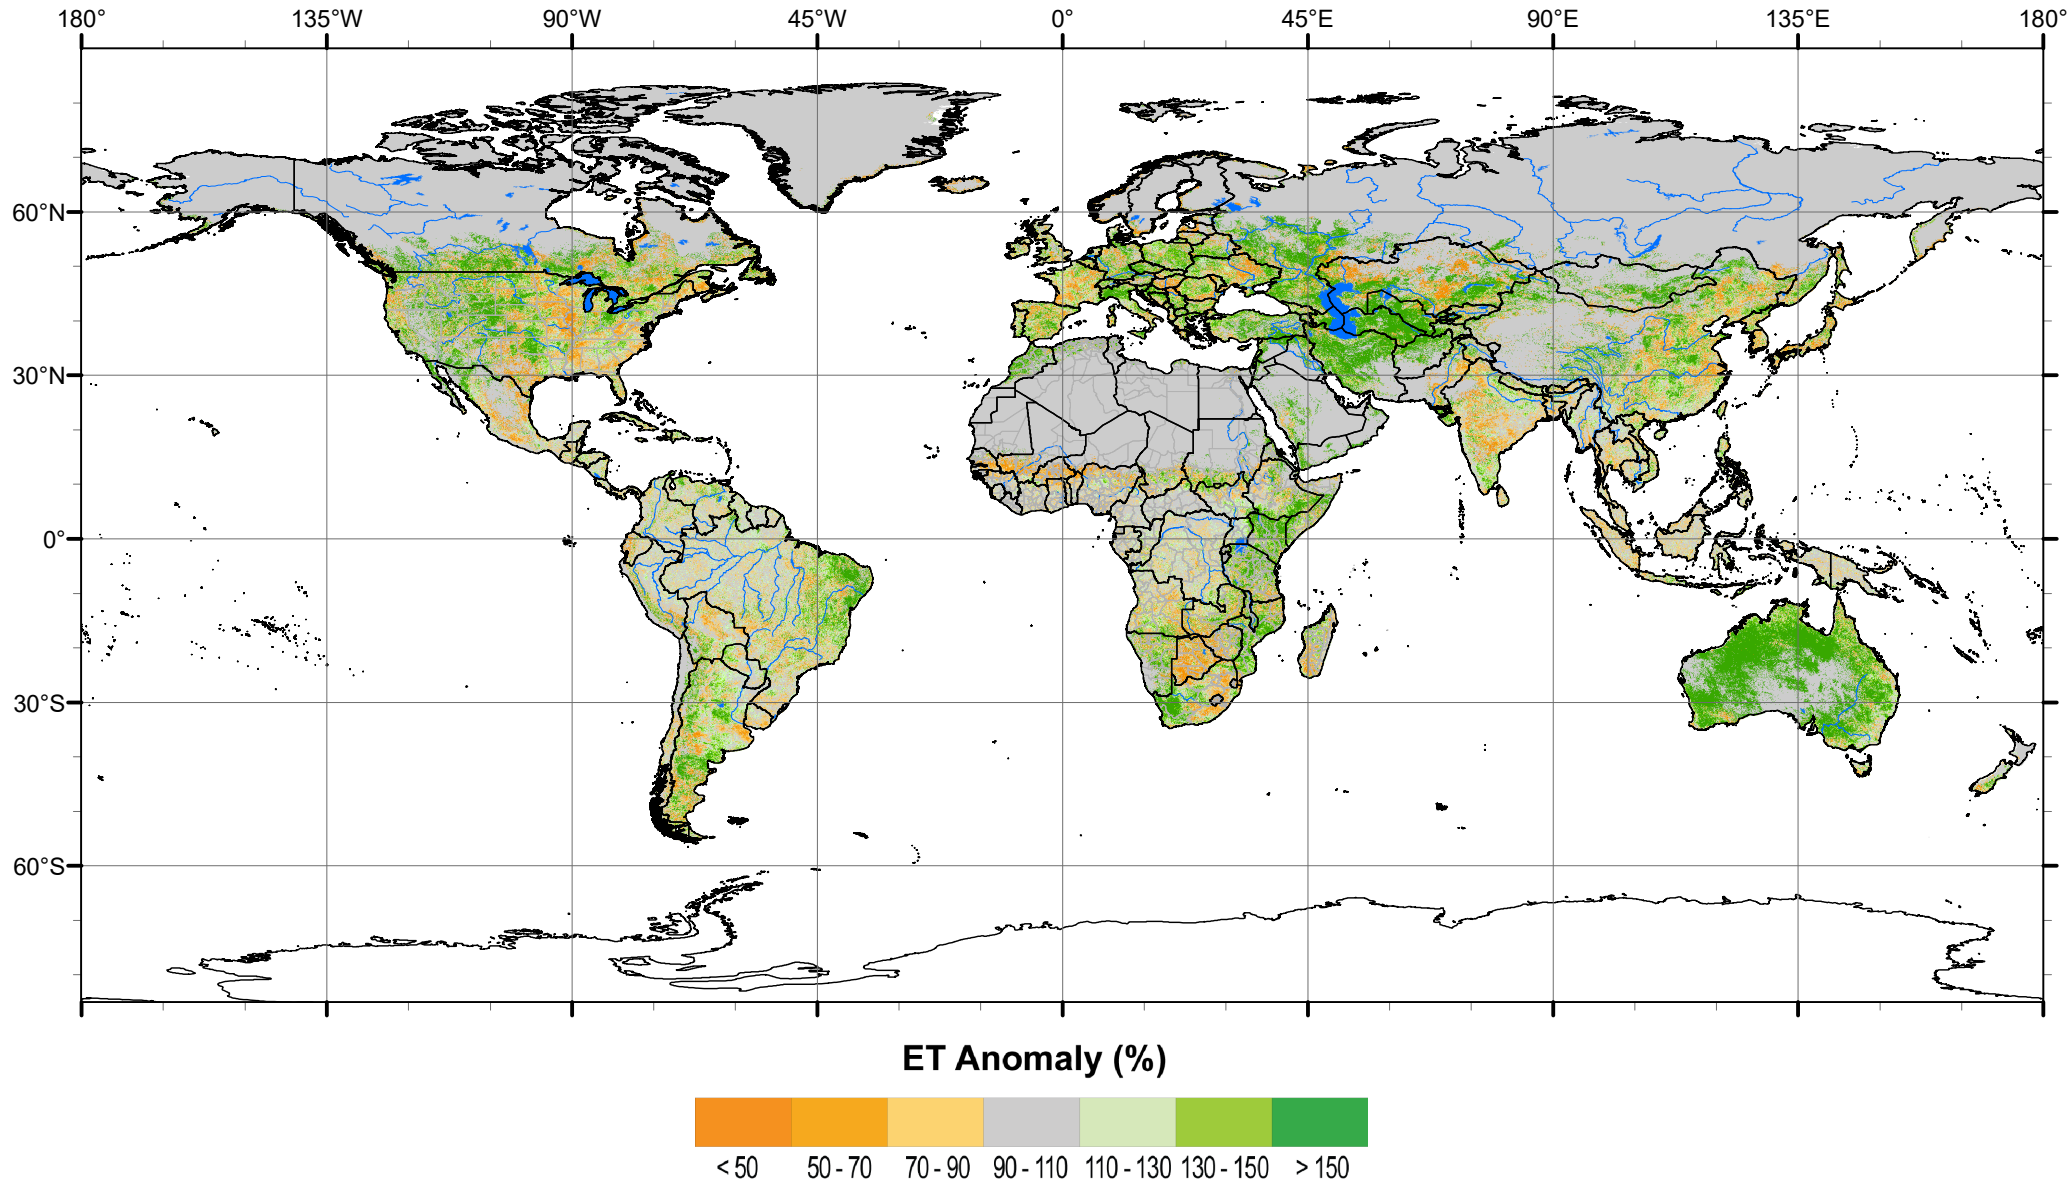 180° 135°W 90°W 45°W 0° 45°E 90°E 135°E 180°
60°N
30°N
0°
30°S
60°S
ET Anomaly (%)
< 50 50 - 70 70 - 90 90 - 110 110 - 130 130 - 150 > 150